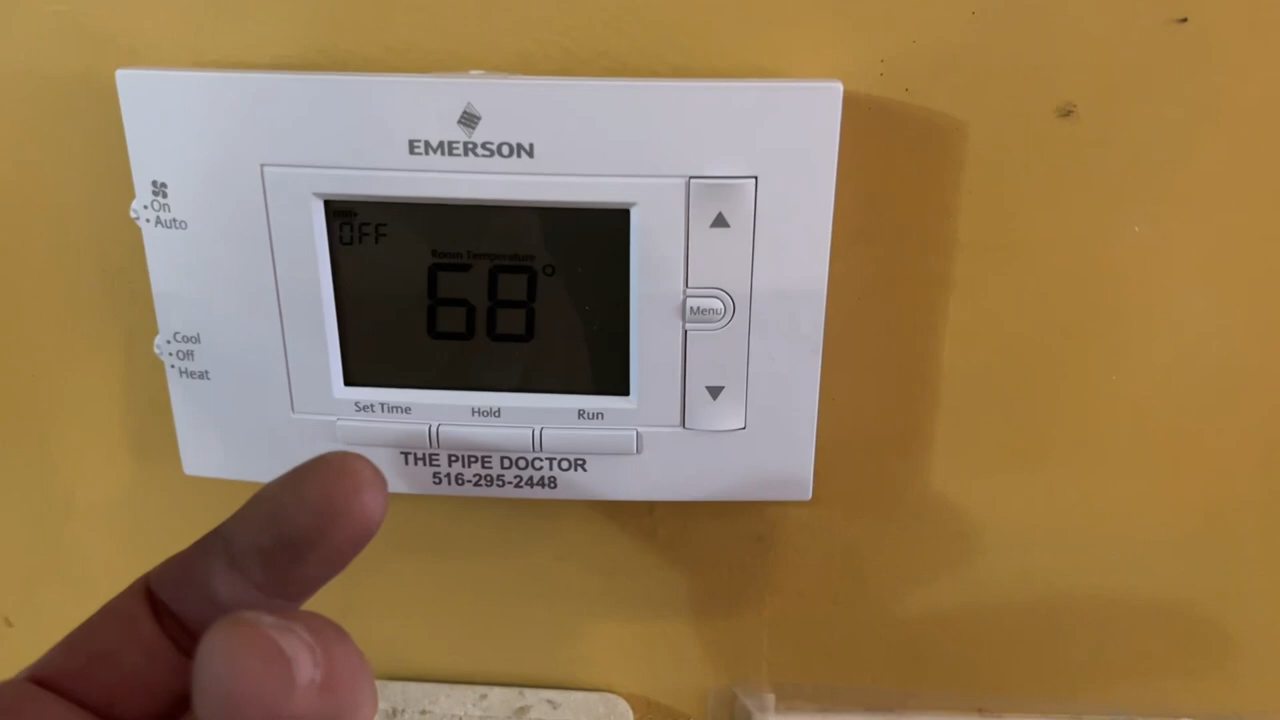 EMERSON
On
Auto
OFF
Room Temperature
68°
Menu
Cool
Off
Heat
Set Time
Hold
Run
THE PIPE DOCTOR
516-295-2448